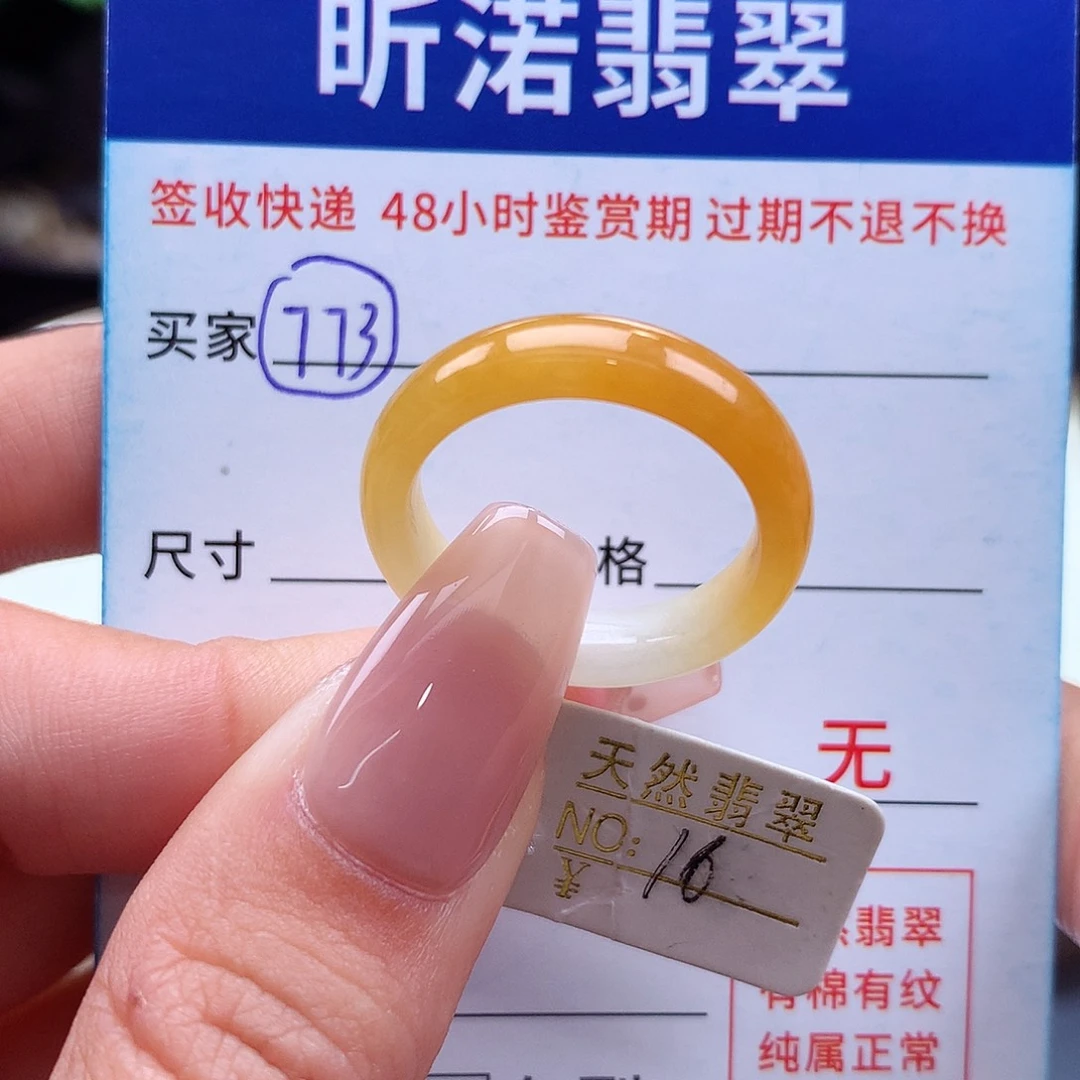 昕渃翡翠
签收快递 48小时鉴赏期 过期不退不换
买家 773
尺寸
格
无
天然翡翠
NO: 16
翡翠
有棉有纹
纯属正常